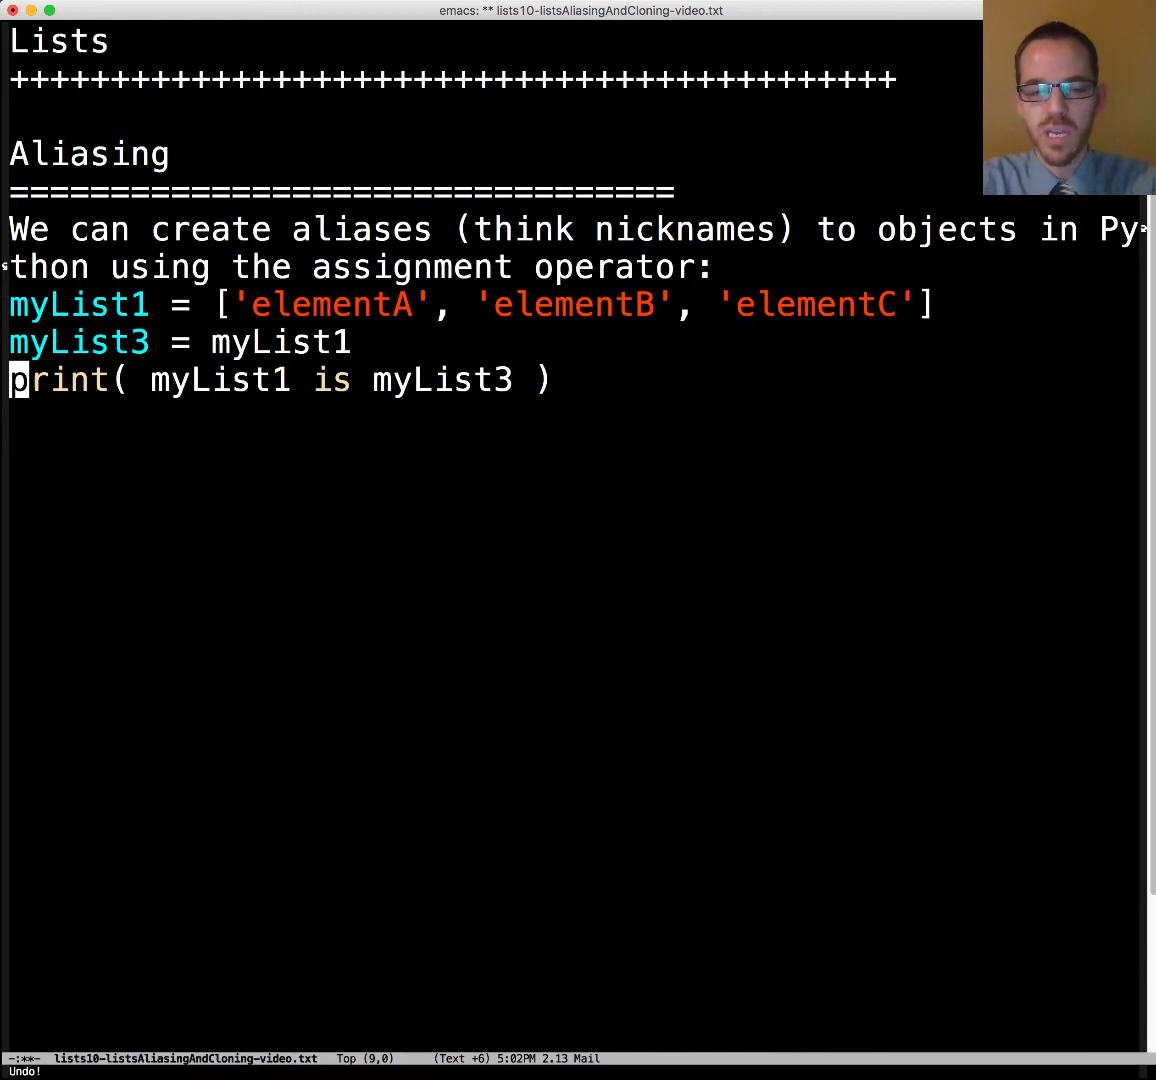 emacs: ** lists10-listsAliasingAndCloning-video.txt
Lists
++++++++++++++++++++++++++++++++++++++++++++
Aliasing
=================================
We can create aliases (think nicknames) to objects in Py
thon using the assignment operator:
myList1 = ['elementA', 'elementB', 'elementC']
myList3 = myList1
print( myList1 is myList3 )
-:**-  lists10-listsAliasingAndCloning-video.txt   Top (9,0)      (Text +6) 5:02PM 2.13 Mail
Undo!